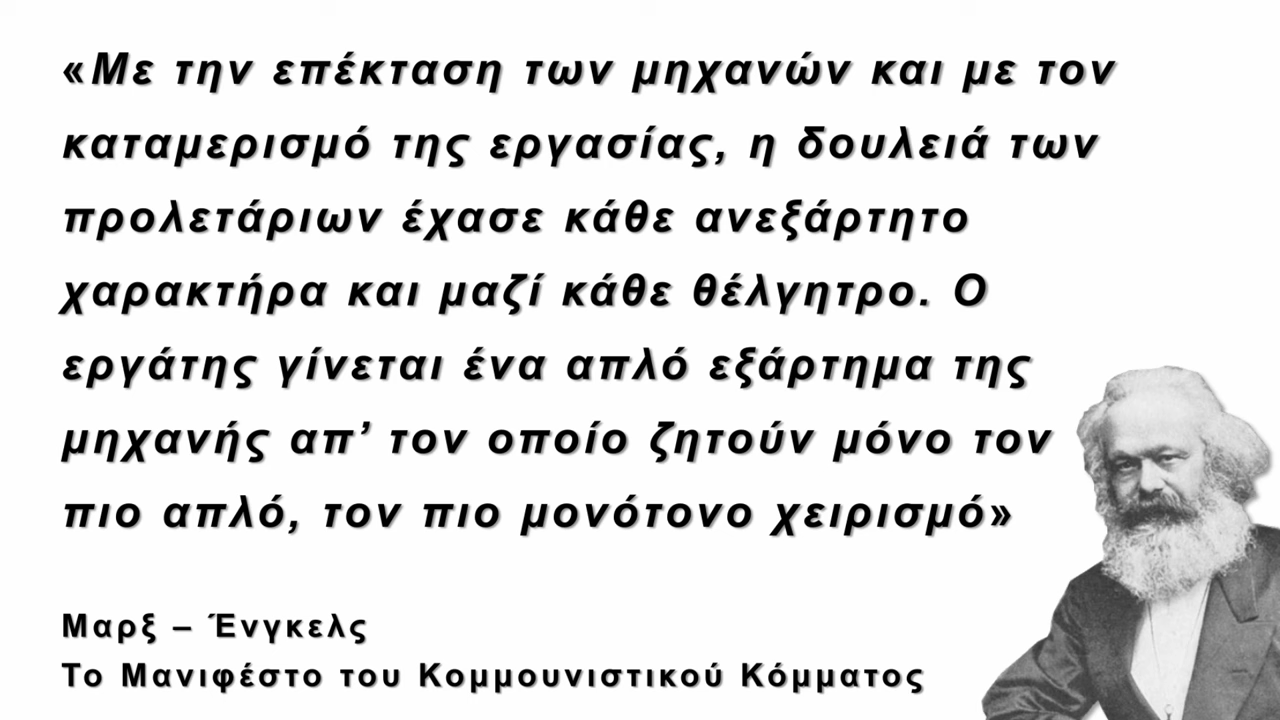 «Με την επέκταση των μηχανών και με τον
καταμερισμό της εργασίας, η δουλειά των
προλετάριων έχασε κάθε ανεξάρτητο
χαρακτήρα και μαζί κάθε θέλγητρο. Ο
εργάτης γίνεται ένα απλό εξάρτημα της
μηχανής απ’ τον οποίο ζητούν μόνο τον
πιο απλό, τον πιο μονότονο χειρισμό»
Μαρξ – Ένγκελς
Το Μανιφέστο του Κομμουνιστικού Κόμματος